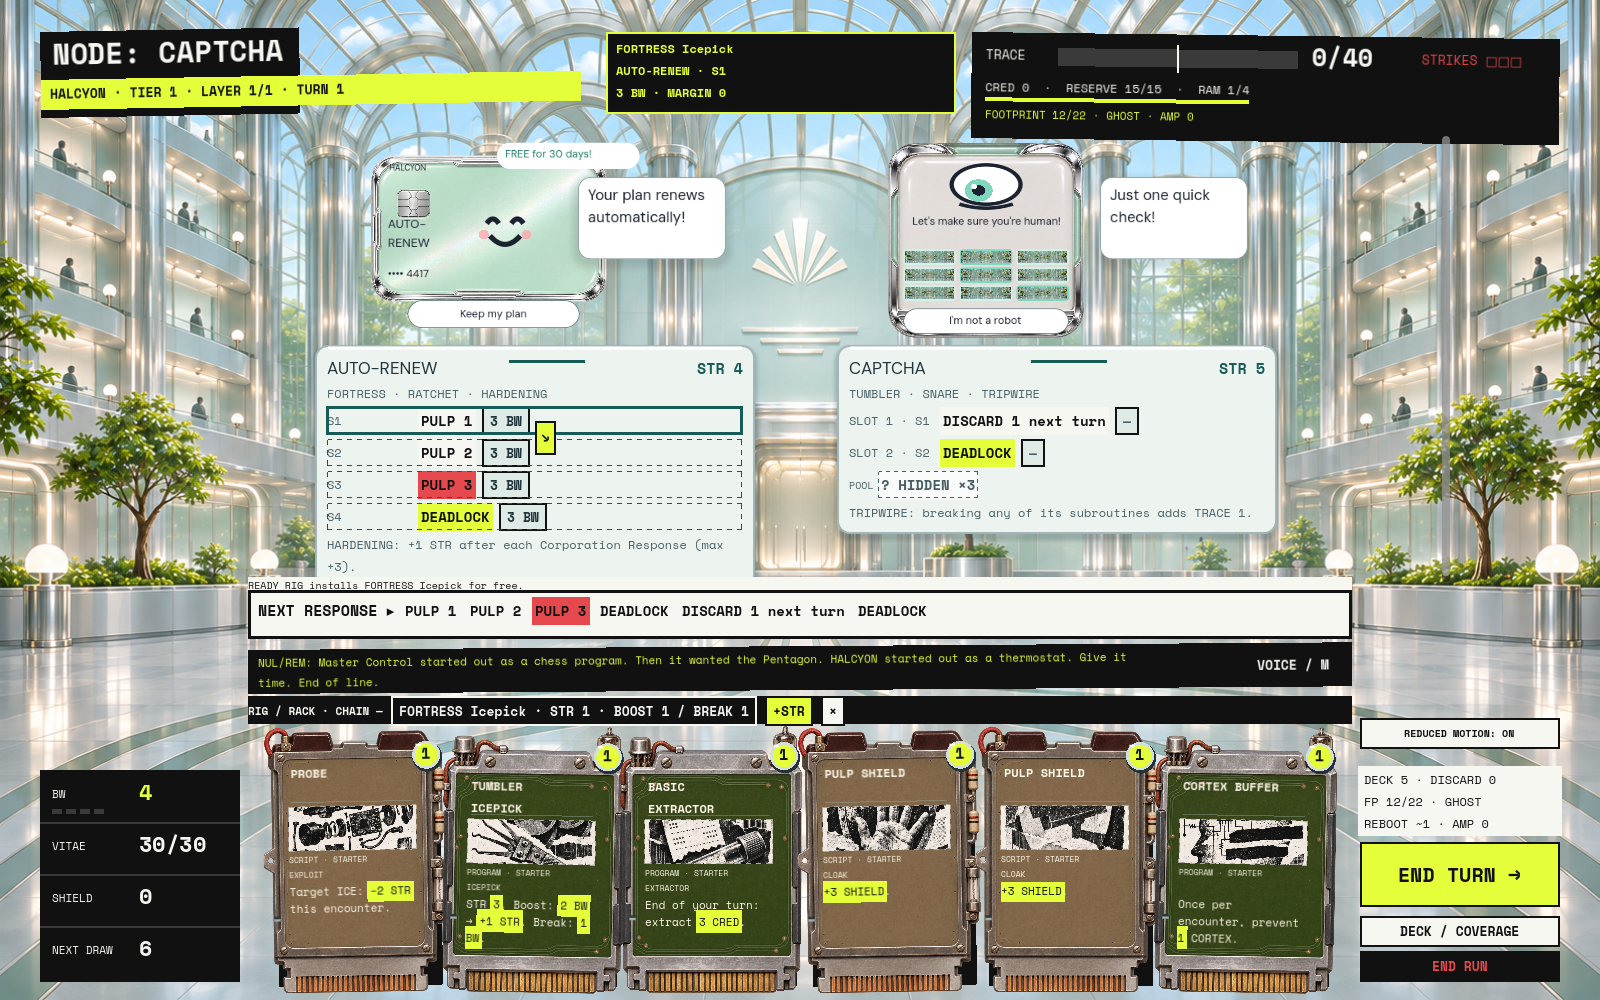 NODE: CAPTCHA
HALCYON · TIER 1 · LAYER 1/1 · TURN 1
FORTRESS Icepick
AUTO-RENEW · S1
3 BW · MARGIN 0
TRACE 0/40 STRIKES □□□
CRED 0 · RESERVE 15/15 · RAM 1/4
FOOTPRINT 12/22 · GHOST · AMP 0
HALCYON
FREE for 30 days!
AUTO-
RENEW
•••• 4417
Keep my plan
Your plan renews
automatically!
Let's make sure you're human!
I'm not a robot
Just one quick
check!
AUTO-RENEW STR 4
FORTRESS · RATCHET · HARDENING
S1 PULP 1 3 BW ↘
S2 PULP 2 3 BW
S3 PULP 3 3 BW
S4 DEADLOCK 3 BW
HARDENING: +1 STR after each Corporation Response (max
+3).
CAPTCHA STR 5
TUMBLER · SNARE · TRIPWIRE
SLOT 1 · S1 DISCARD 1 next turn —
SLOT 2 · S2 DEADLOCK —
POOL ? HIDDEN ×3
TRIPWIRE: breaking any of its subroutines adds TRACE 1.
READY RIG installs FORTRESS Icepick for free.
NEXT RESPONSE ▸ PULP 1 PULP 2 PULP 3 DEADLOCK DISCARD 1 next turn DEADLOCK
NUL/REM: Master Control started out as a chess program. Then it wanted the Pentagon. HALCYON started out as a thermostat. Give it
time. End of line.
VOICE / M
RIG / RACK · CHAIN — FORTRESS Icepick · STR 1 · BOOST 1 / BREAK 1 +STR ×
BW 4
VITAE 30/30
SHIELD 0
NEXT DRAW 6
1
PROBE
SCRIPT · STARTER
EXPLOIT
Target ICE: -2 STR
this encounter.
1
TUMBLER
ICEPICK
PROGRAM · STARTER
ICEPICK
STR 3 Boost: 2 BW
→ +1 STR. Break: 1
BW.
1
BASIC
EXTRACTOR
PROGRAM · STARTER
EXTRACTOR
End of your turn:
extract 3 CRED.
1
PULP SHIELD
SCRIPT · STARTER
CLOAK
+3 SHIELD.
1
PULP SHIELD
SCRIPT · STARTER
CLOAK
+3 SHIELD.
1
CORTEX BUFFER
PROGRAM · STARTER
Once per
encounter, prevent
1 CORTEX.
REDUCED MOTION: ON
DECK 5 · DISCARD 0
FP 12/22 · GHOST
REBOOT ~1 · AMP 0
END TURN →
DECK / COVERAGE
END RUN